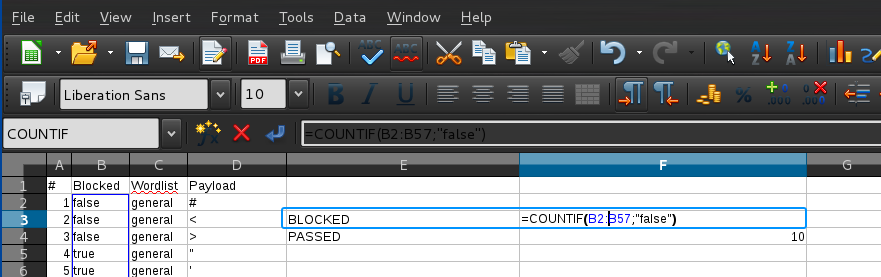 File Edit View Insert Format Tools Data Window Help
Liberation Sans 10
COUNTIF =COUNTIF(B2:B57;"false")
A B C D E F G
1 # Blocked Wordlist Payload
2 1 false general #
3 2 false general < BLOCKED =COUNTIF(B2:B57;"false")
4 3 false general > PASSED 10
5 4 true general "
6 5 true general '